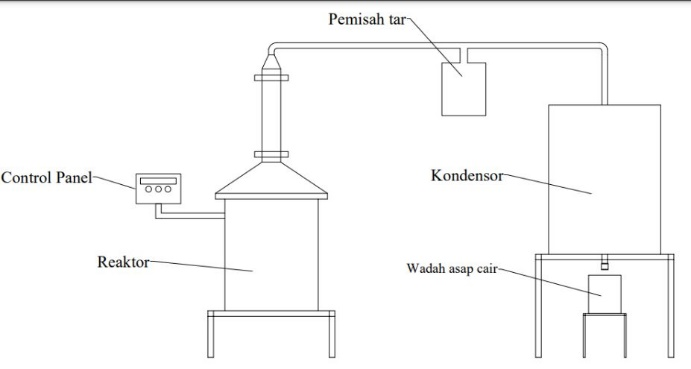 Pemisah tar
Control Panel
Kondensor
Reaktor
Wadah asap cair